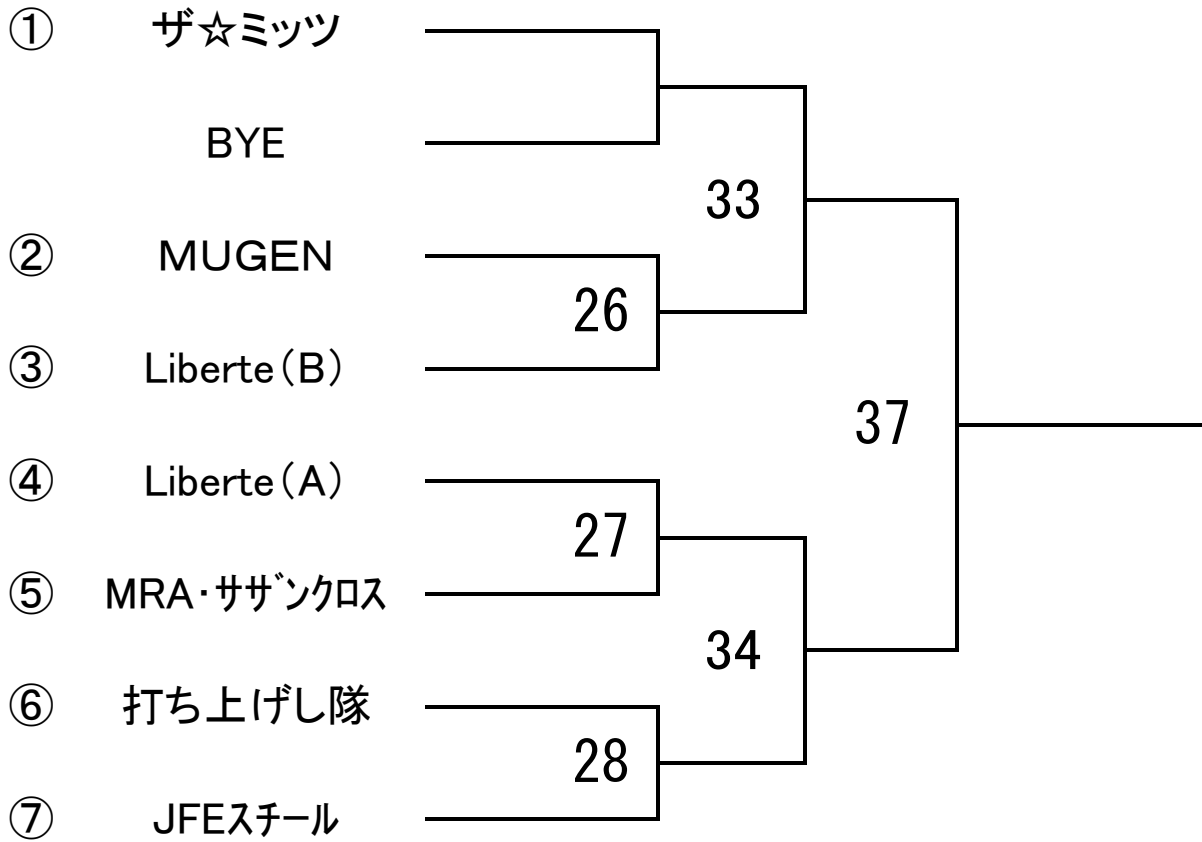 ① ザ☆ミッツ
BYE
33
② MUGEN
26
③ Liberte(B)
37
④ Liberte(A)
27
⑤ MRA・サザンクロス
34
⑥ 打ち上げし隊
28
⑦ JFEスチール